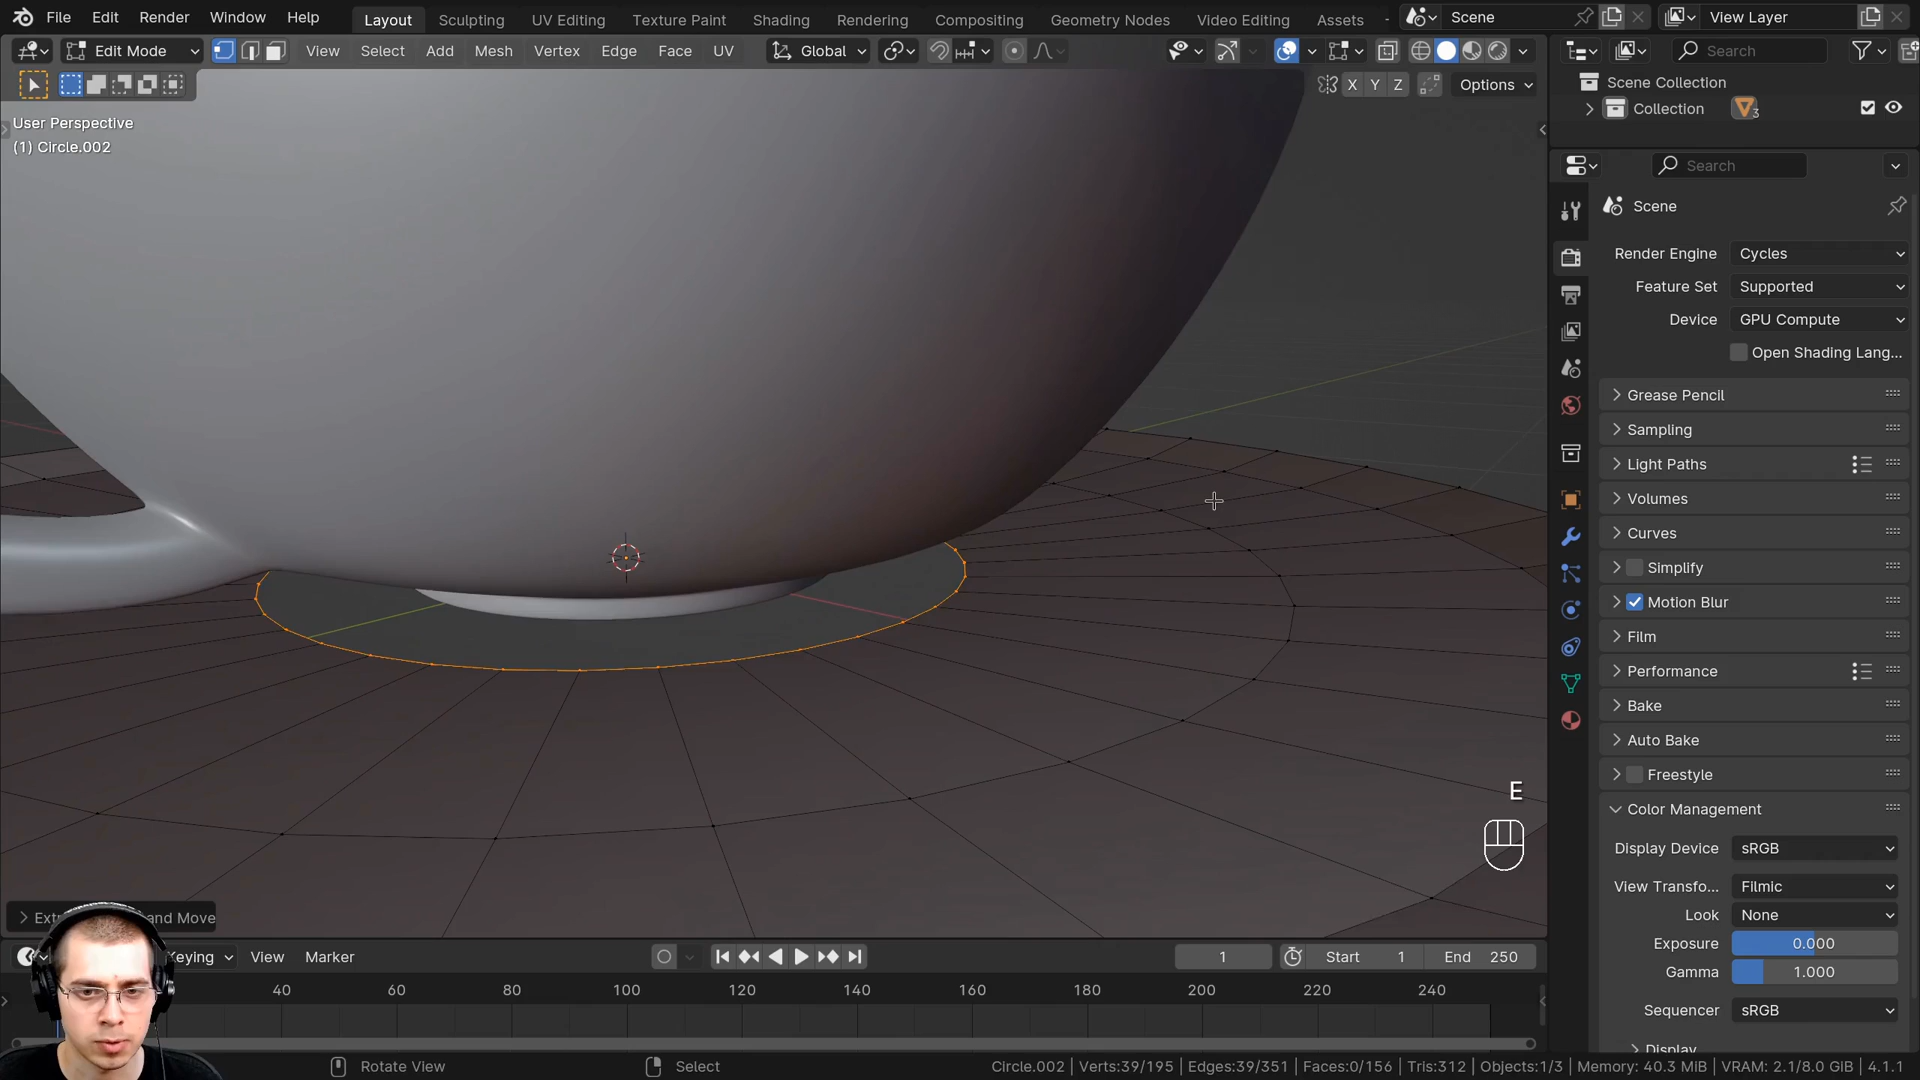 File Edit Render Window Help Layout Sculpting UV Editing Texture Paint Shading Rendering Compositing Geometry Nodes Video Editing Assets Scene View Layer
Edit Mode View Select Add Mesh Vertex Edge Face UV Global Search
X Y Z Options
Scene Collection
Collection 3
User Perspective
(1) Circle.002
Search
Scene
Render Engine Cycles
Feature Set Supported
Device GPU Compute
Open Shading Lang...
Grease Pencil
Sampling
Light Paths
Volumes
Curves
Simplify
Motion Blur
Film
Performance
Bake
Auto Bake
Freestyle
Color Management
Display Device sRGB
View Transfo... Filmic
Look None
Exposure 0.000
Gamma 1.000
Sequencer sRGB
Display
E
and Move
Keying View Marker 1 Start 1 End 250
40 60 80 100 120 140 160 180 200 220 240
Rotate View Select Circle.002 | Verts:39/195 | Edges:39/351 | Faces:0/156 | Tris:312 | Objects:1/3 | Memory: 40.3 MiB | VRAM: 2.1/8.0 GiB | 4.1.1